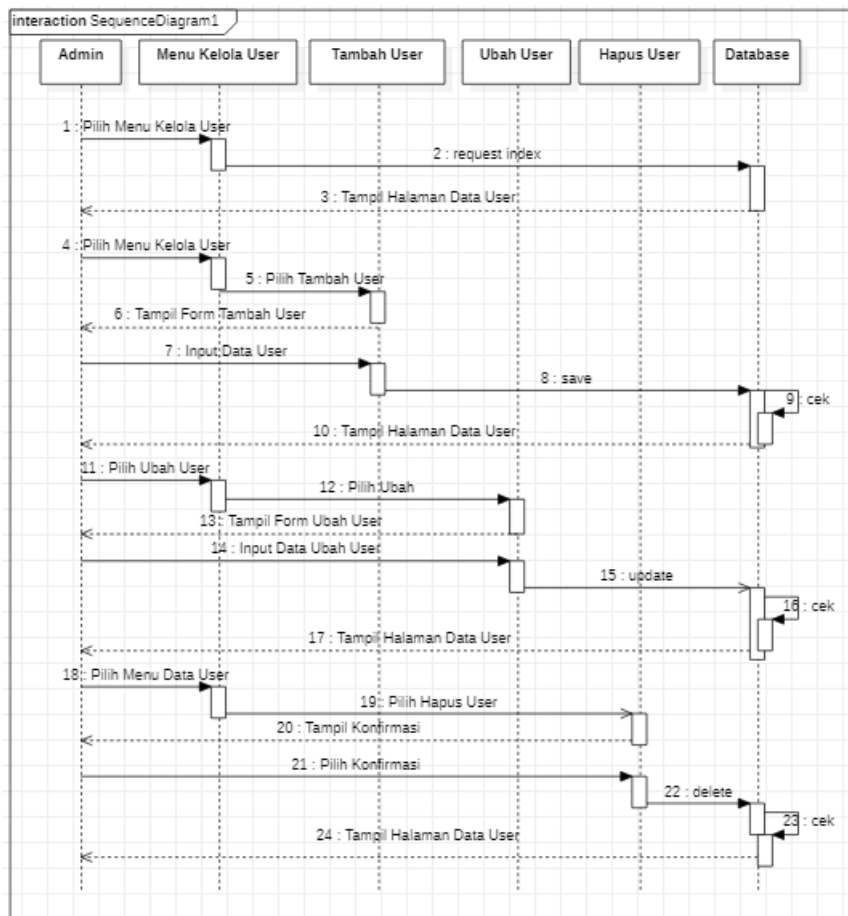 interaction SequenceDiagram1
Admin
Menu Kelola User
Tambah User
Ubah User
Hapus User
Database
1 : Pilih Menu Kelola User
2 : request index
3 : Tampil Halaman Data User
4 : Pilih Menu Kelola User
5 : Pilih Tambah User
6 : Tampil Form Tambah User
7 : Input Data User
8 : save
9 : cek
10 : Tampil Halaman Data User
11 : Pilih Ubah User
12 : Pilih Ubah
13 : Tampil Form Ubah User
14 : Input Data Ubah User
15 : update
16 : cek
17 : Tampil Halaman Data User
18 : Pilih Menu Data User
19 : Pilih Hapus User
20 : Tampil Konfirmasi
21 : Pilih Konfirmasi
22 : delete
23 : cek
24 : Tampil Halaman Data User